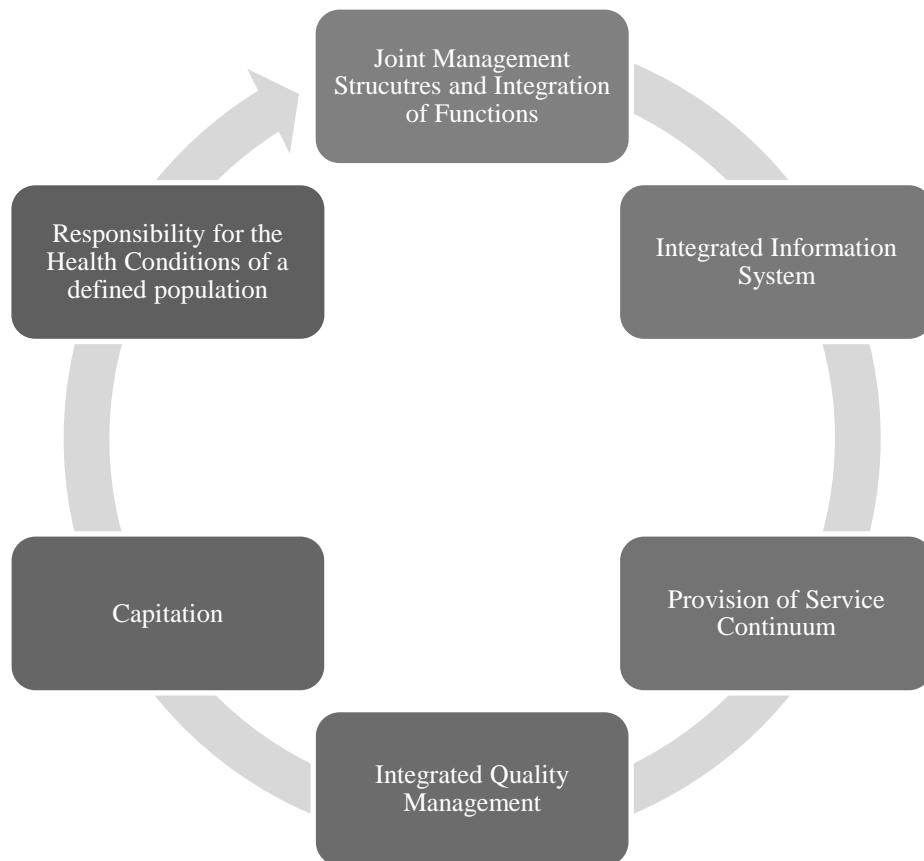 Joint Management
Strucutres and Integration
of Functions
Integrated Information
System
Provision of Service
Continuum
Integrated Quality
Management
Capitation
Responsibility for the
Health Conditions of a
defined population